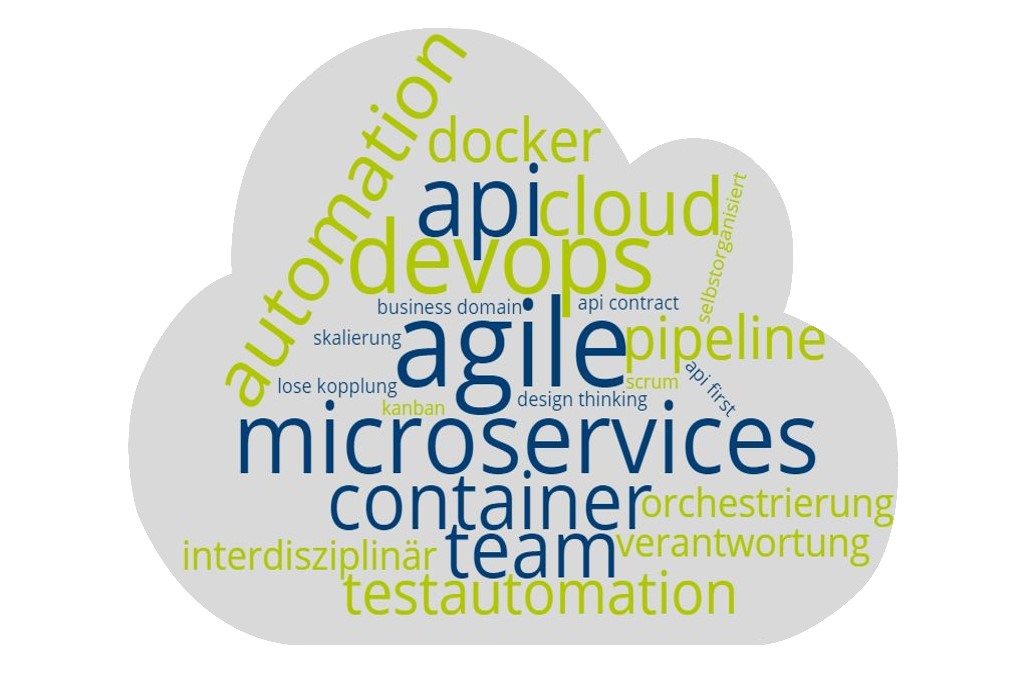 automation
docker
api
cloud
selbstorganisiert
devops
business domain
api contract
skalierung
agile
pipeline
lose kopplung
scrum
api first
kanban
design thinking
microservices
container
orchestrierung
interdisziplinär
team
verantwortung
testautomation